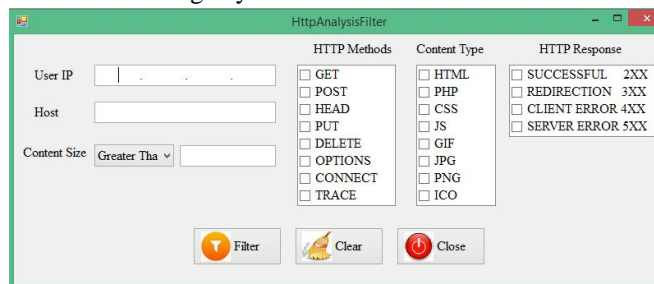 HttpAnalysisFilter
HTTP Methods Content Type HTTP Response
User IP . . . GET HTML SUCCESSFUL 2XX
POST PHP REDIRECTION 3XX
Host HEAD CSS CLIENT ERROR 4XX
PUT JS SERVER ERROR 5XX
DELETE GIF
Content Size Greater Tha OPTIONS JPG
CONNECT PNG
TRACE ICO
Filter Clear Close